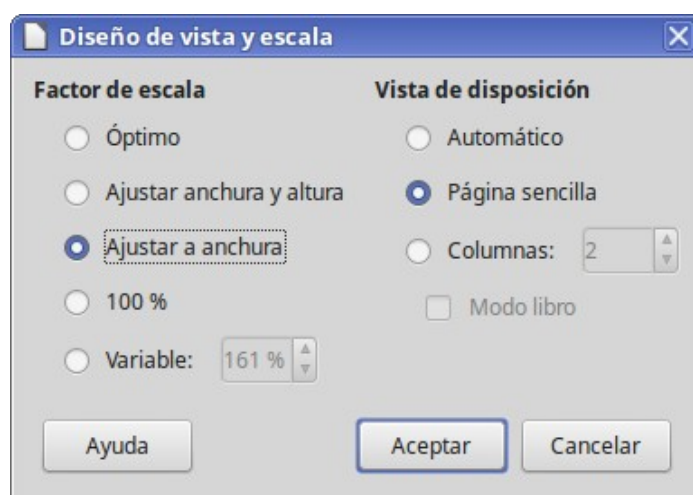 Diseño de vista y escala
Factor de escala
Óptimo
Ajustar anchura y altura
Ajustar a anchura
100 %
Variable: 161 %
Vista de disposición
Automático
Página sencilla
Columnas: 2
Modo libro
Ayuda
Aceptar
Cancelar